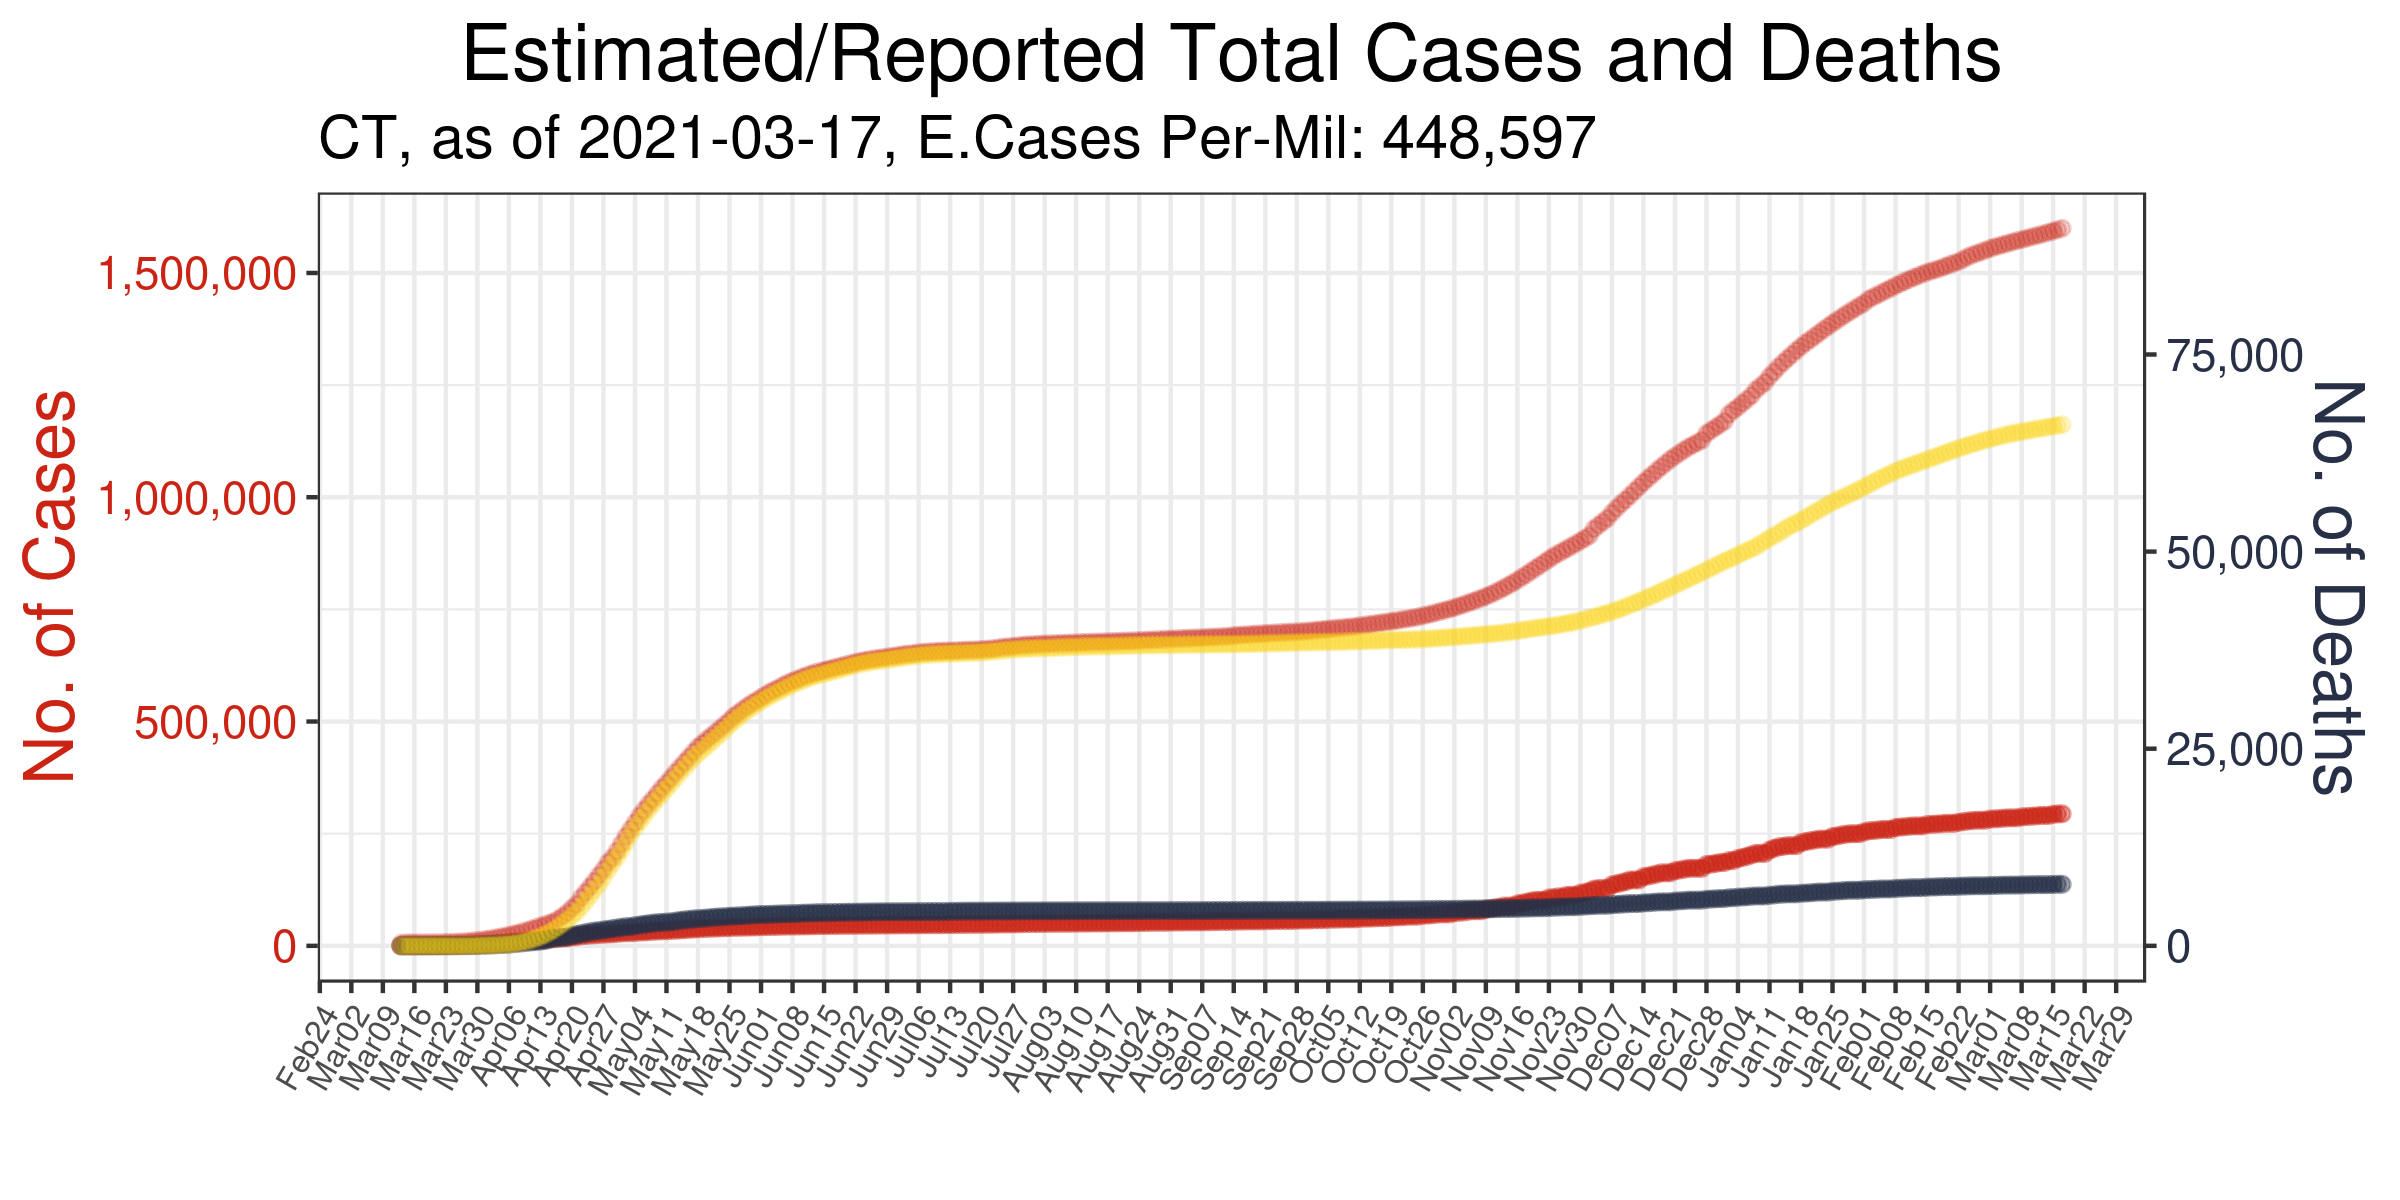 Estimated/Reported Total Cases and Deaths
CT, as of 2021-03-17, E.Cases Per-Mil: 448,597
No. of Cases
1,500,000
1,000,000
500,000
0
75,000
50,000
25,000
0
No. of Deaths
Feb24
Mar02
Mar09
Mar16
Mar23
Mar30
Apr06
Apr13
Apr20
Apr27
May04
May11
May18
May25
Jun01
Jun08
Jun15
Jun22
Jun29
Jul06
Jul13
Jul20
Jul27
Aug03
Aug10
Aug17
Aug24
Aug31
Sep07
Sep14
Sep21
Sep28
Oct05
Oct12
Oct19
Oct26
Nov02
Nov09
Nov16
Nov23
Nov30
Dec07
Dec14
Dec21
Dec28
Jan04
Jan11
Jan18
Jan25
Feb01
Feb08
Feb15
Feb22
Mar01
Mar08
Mar15
Mar22
Mar29